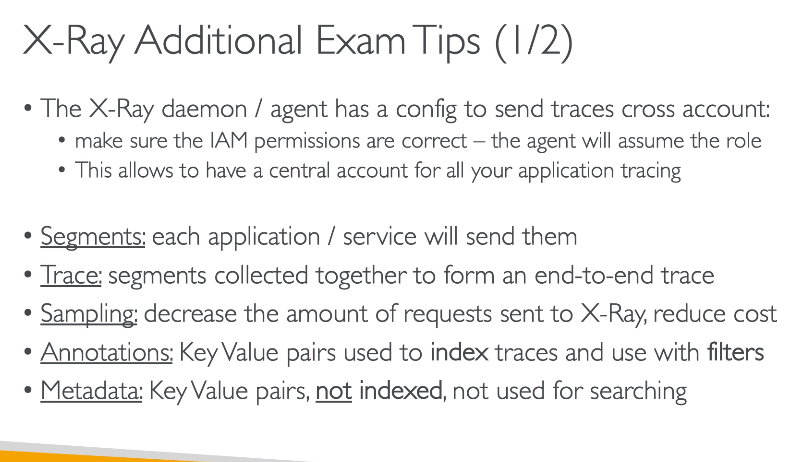 X-Ray Additional Exam Tips (1/2)
• The X-Ray daemon / agent has a config to send traces cross account:
• make sure the IAM permissions are correct – the agent will assume the role
• This allows to have a central account for all your application tracing
• Segments: each application / service will send them
• Trace: segments collected together to form an end-to-end trace
• Sampling: decrease the amount of requests sent to X-Ray, reduce cost
• Annotations: Key Value pairs used to index traces and use with filters
• Metadata: Key Value pairs, not indexed, not used for searching